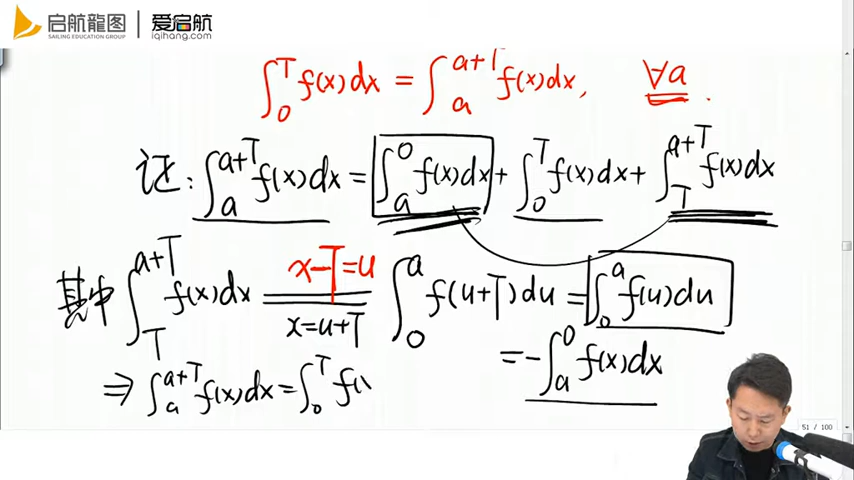 启航龍图 爱启航
SAILING EDUCATION GROUP iqihang.com
∫₀ᵀ f(x)dx = ∫ₐᵃ⁺ᵀ f(x)dx, ∀a.
证: ∫ₐᵃ⁺ᵀ f(x)dx = ∫ₐ⁰ f(x)dx + ∫₀ᵀ f(x)dx + ∫_T^{a+T} f(x)dx
其中 ∫_T^{a+T} f(x)dx x-T=u x=u+T ∫₀ᵃ f(u+T)du = ∫₀ᵃ f(u)du
= -∫ₐ⁰ f(x)dx
⇒ ∫ₐᵃ⁺ᵀ f(x)dx = ∫₀ᵀ f(
51 / 100